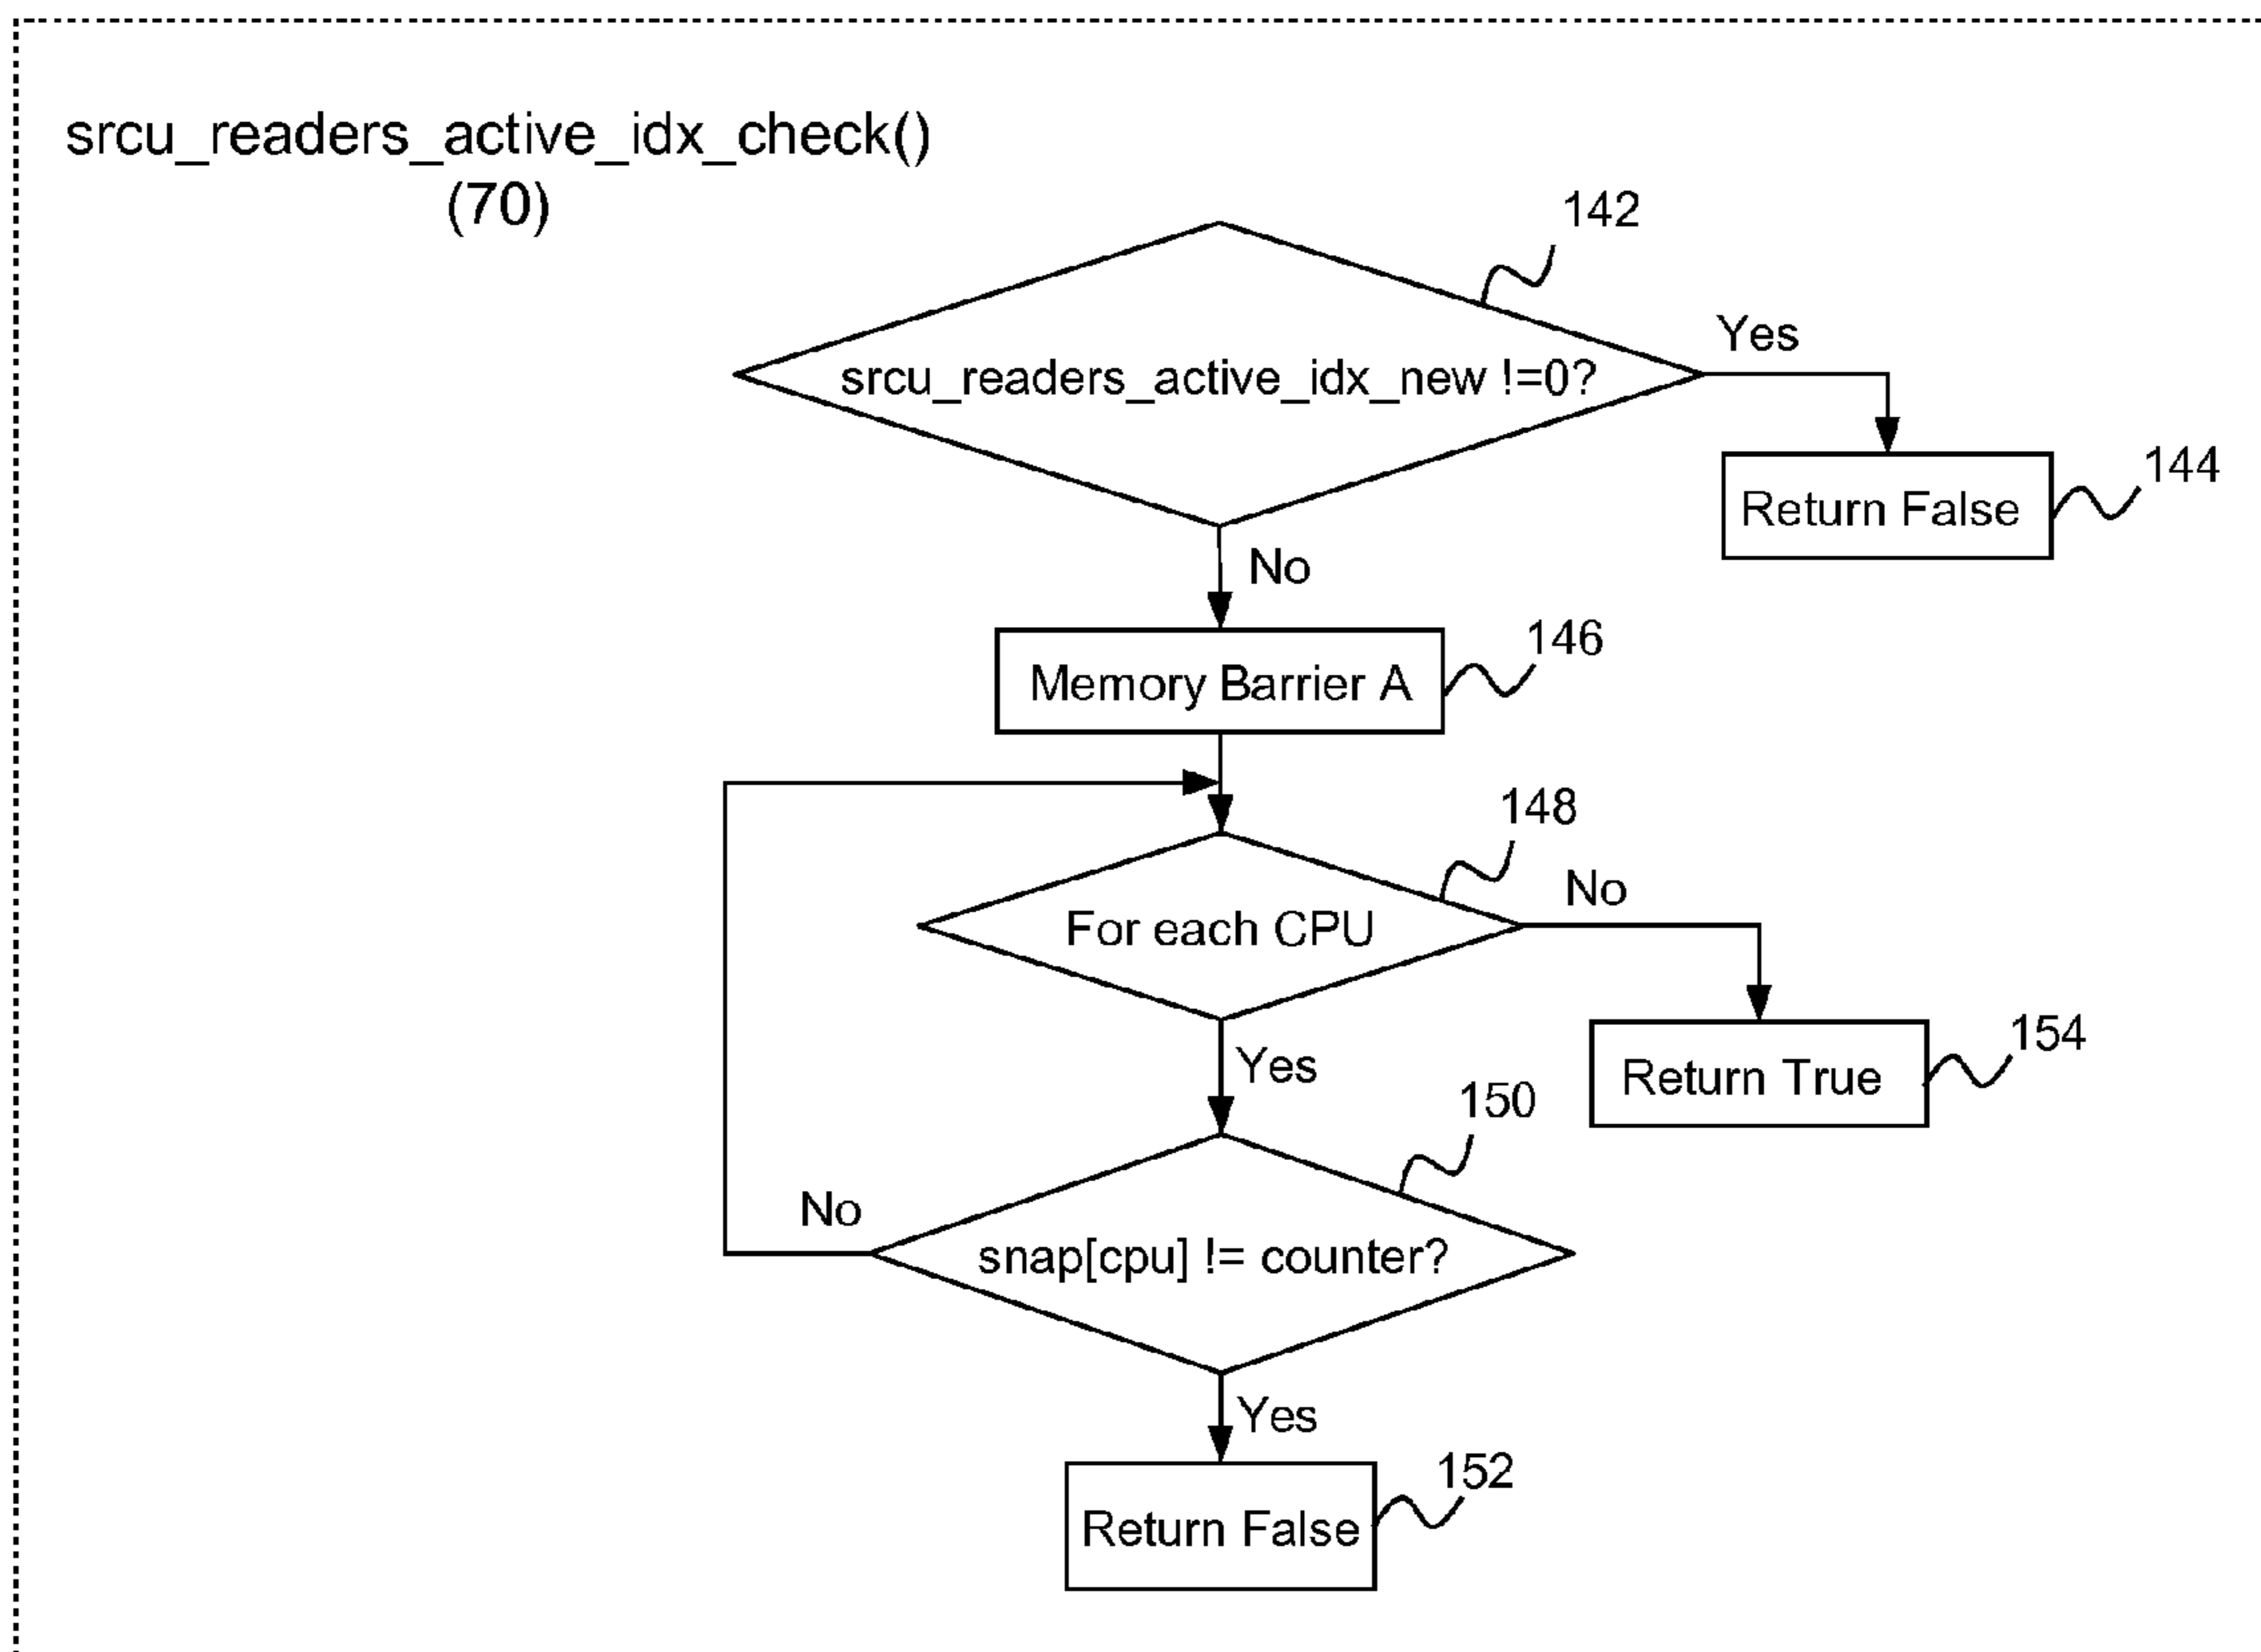 srcu_readers_active_idx_check()
(70)
142
srcu_readers_active_idx_new !=0?
Yes
Return False
144
No
Memory Barrier A
146
148
For each CPU
No
Return True
154
Yes
150
snap[cpu] != counter?
No
Yes
Return False
152